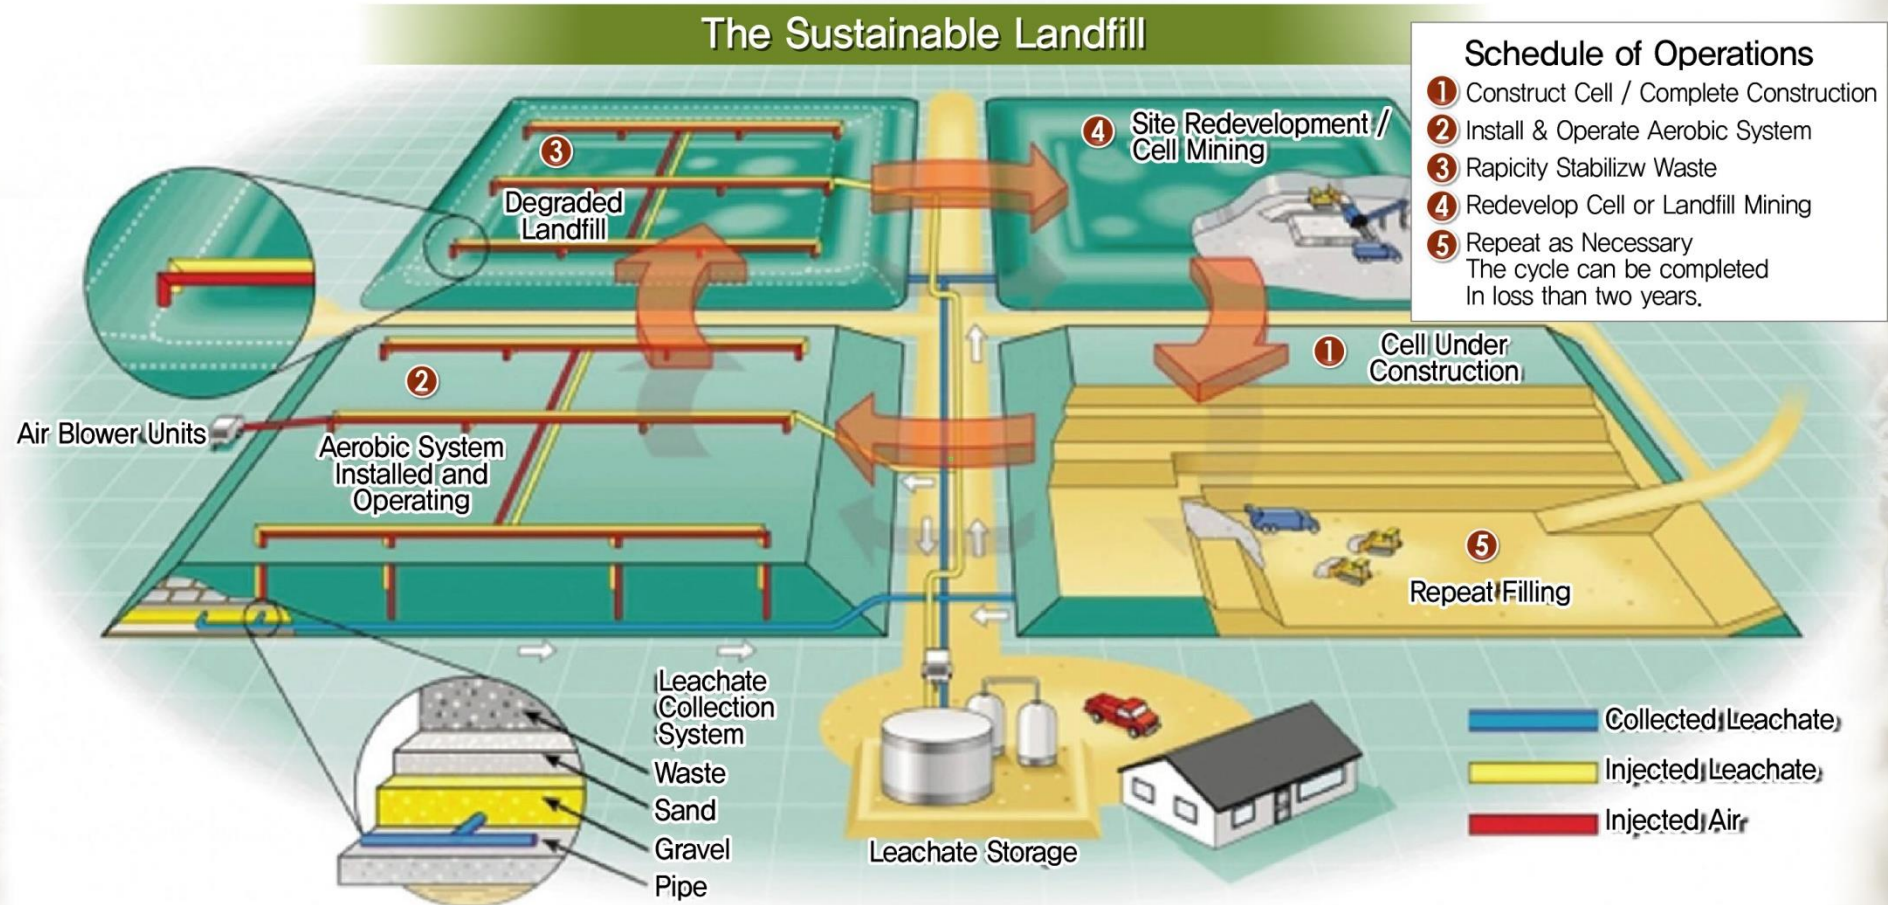 The Sustainable Landfill
Schedule of Operations
1 Construct Cell / Complete Construction
2 Install & Operate Aerobic System
3 Rapicity Stabilizw Waste
4 Redevelop Cell or Landfill Mining
5 Repeat as Necessary
The cycle can be completed
In loss than two years.
3
Degraded
Landfill
4 Site Redevelopment /
Cell Mining
2
Aerobic System
Installed and
Operating
Air Blower Units
1 Cell Under
Construction
5
Repeat Filling
Leachate
Collection
System
Waste
Sand
Gravel
Pipe
Leachate Storage
Collected Leachate
Injected Leachate
Injected Air